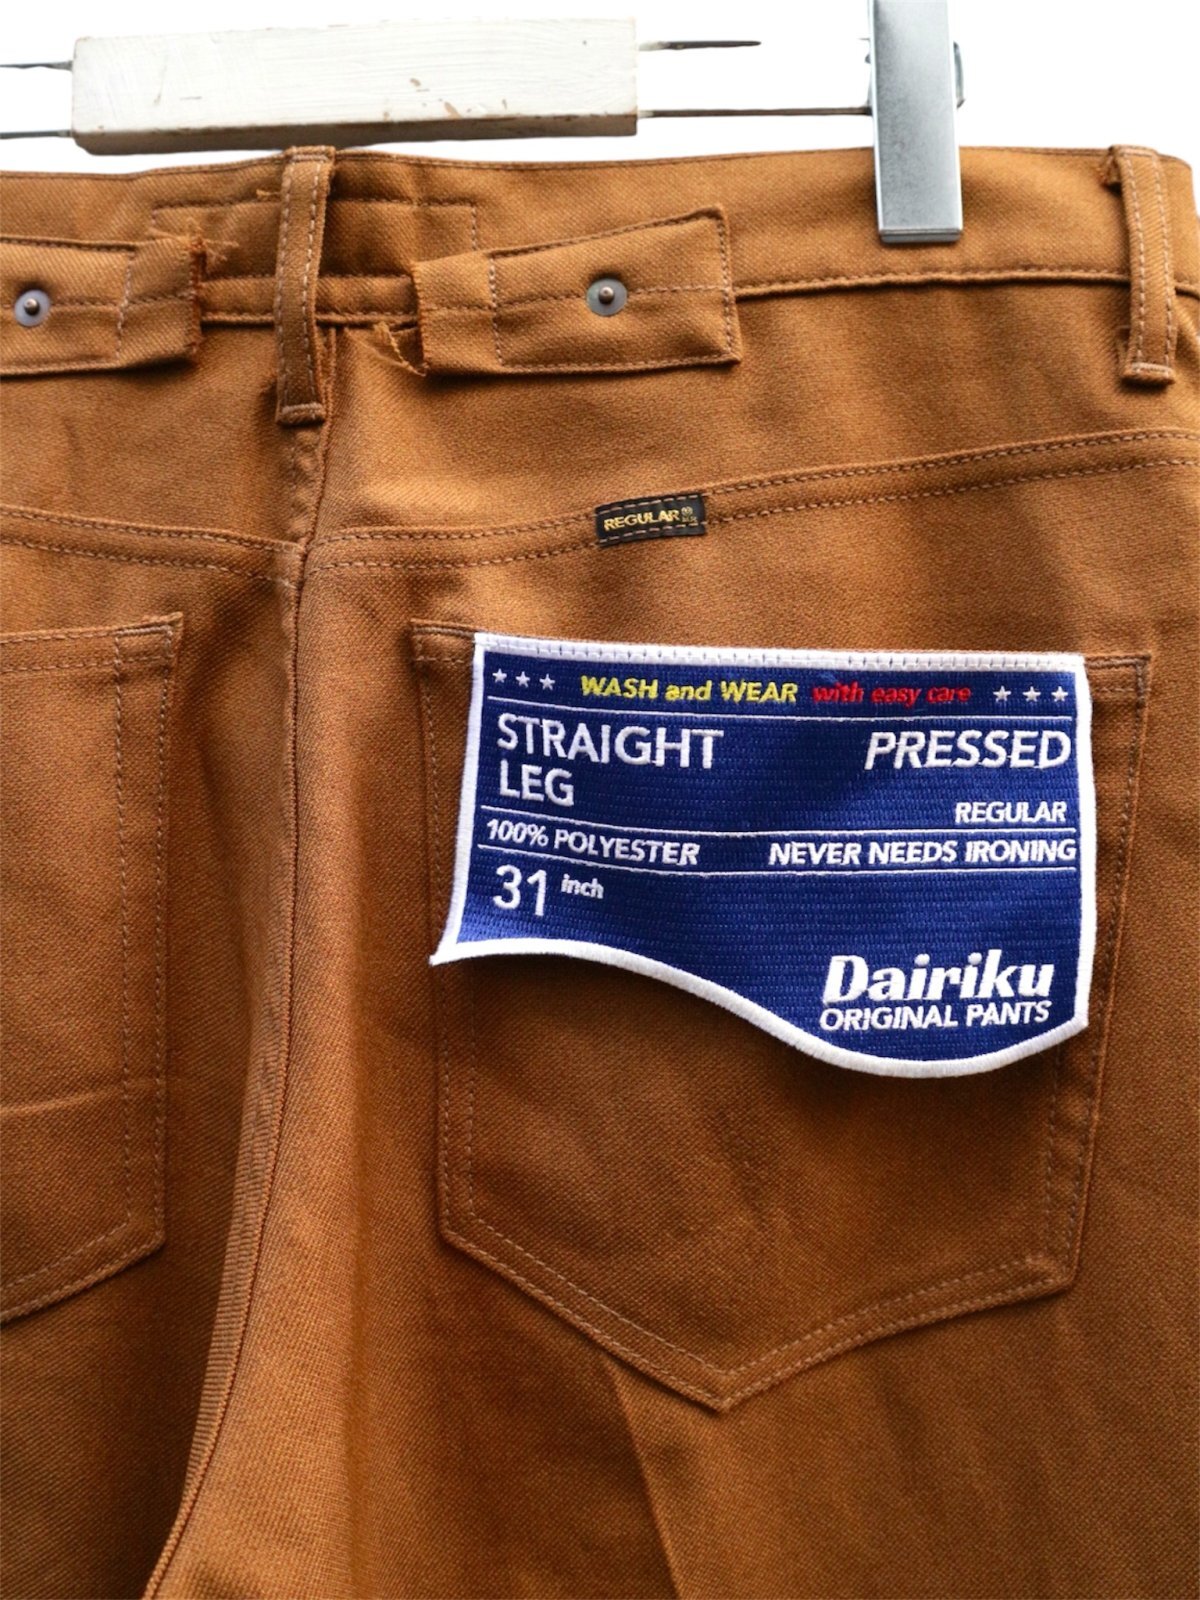 REGULAR
★★★ WASH and WEAR with easy care ★★★
STRAIGHT LEG
PRESSED
REGULAR
100% POLYESTER
NEVER NEEDS IRONING
31 inch
Dairiku
ORIGINAL PANTS